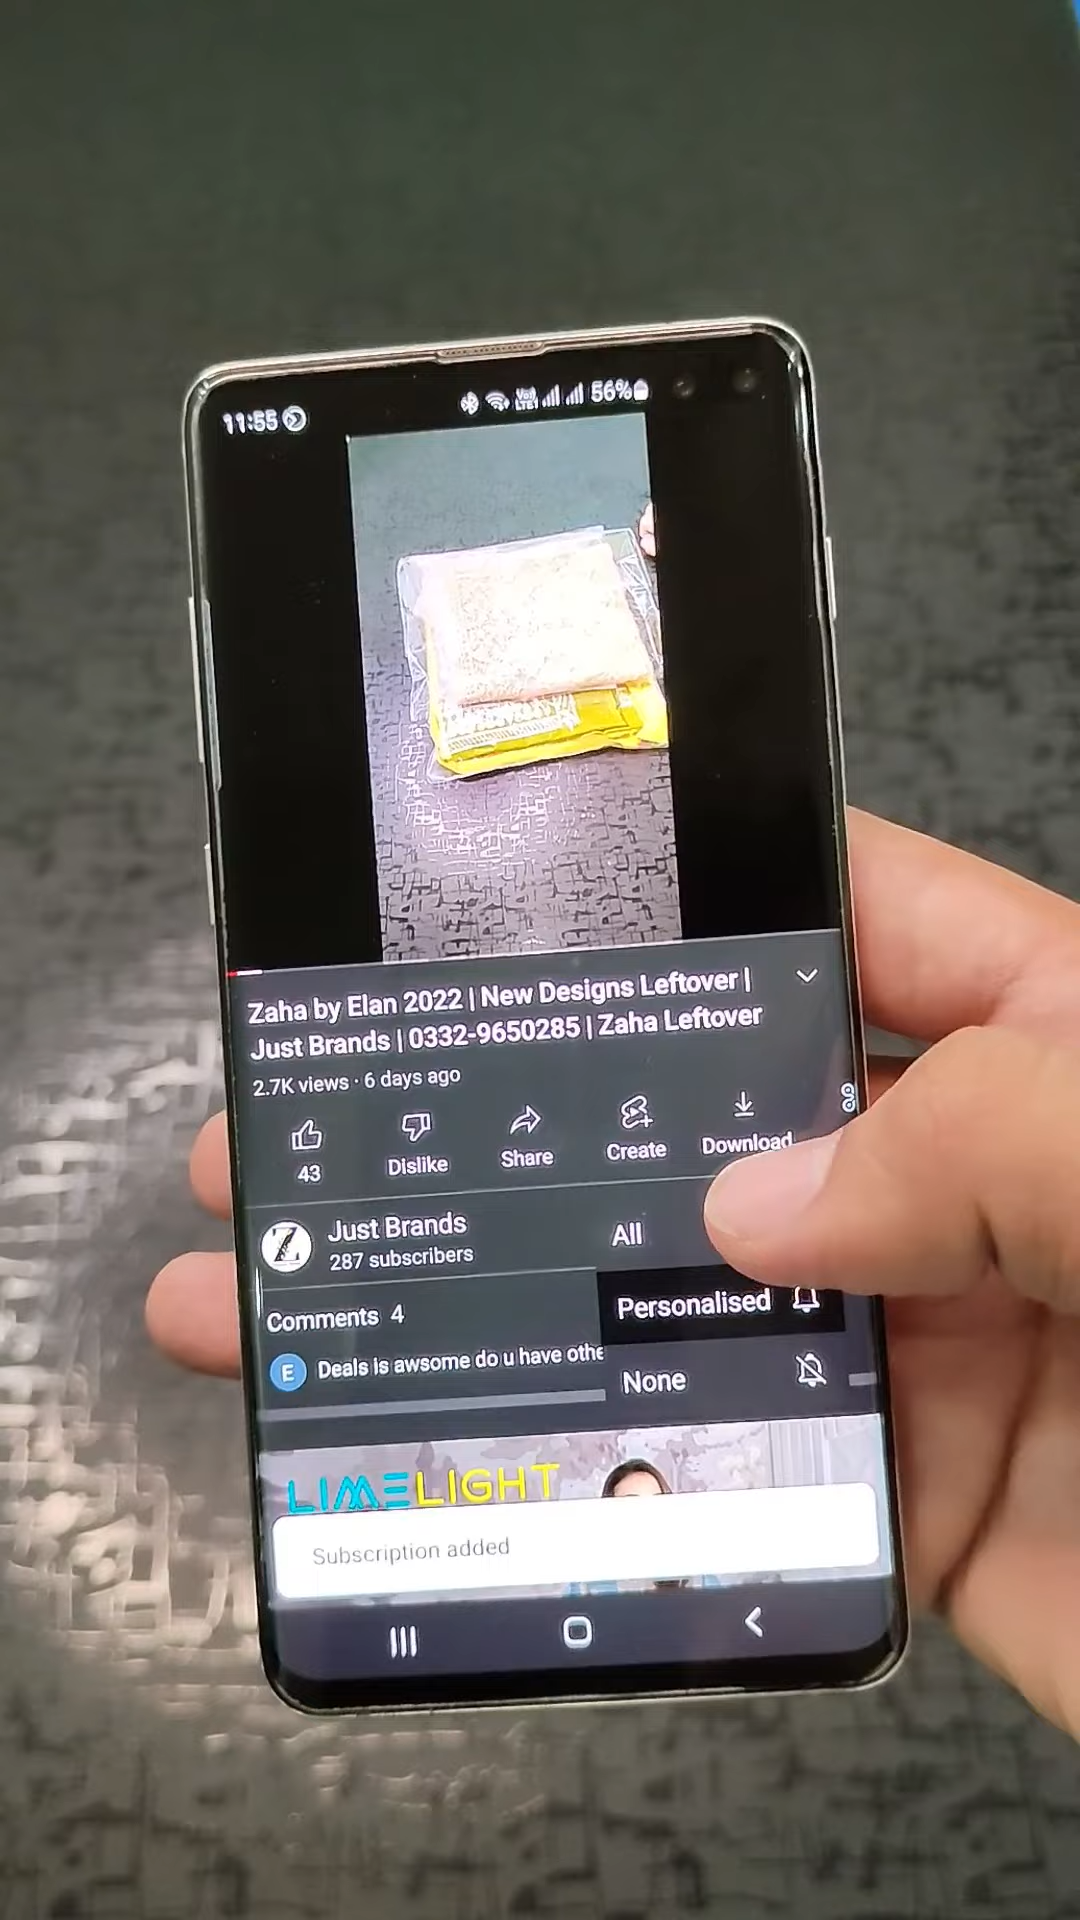 11:55
Vo)) LTE1 56%
Zaha by Elan 2022 | New Designs Leftover |
Just Brands | 0332-9650285 | Zaha Leftover
2.7K views · 6 days ago
43 Dislike Share Create Download
Z
Just Brands
287 subscribers
All
Personalised
None
Comments 4
E Deals is awsome do u have othe
LIMELIGHT
Subscription added